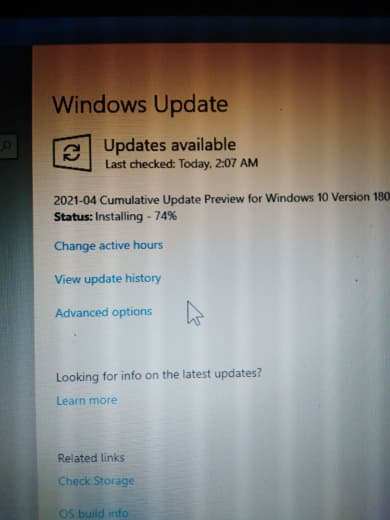 Windows Update
Updates available
Last checked: Today, 2:07 AM
2021-04 Cumulative Update Preview for Windows 10 Version 180
Status: Installing - 74%
Change active hours
View update history
Advanced options
Looking for info on the latest updates?
Learn more
Related links
Check Storage
OS build info